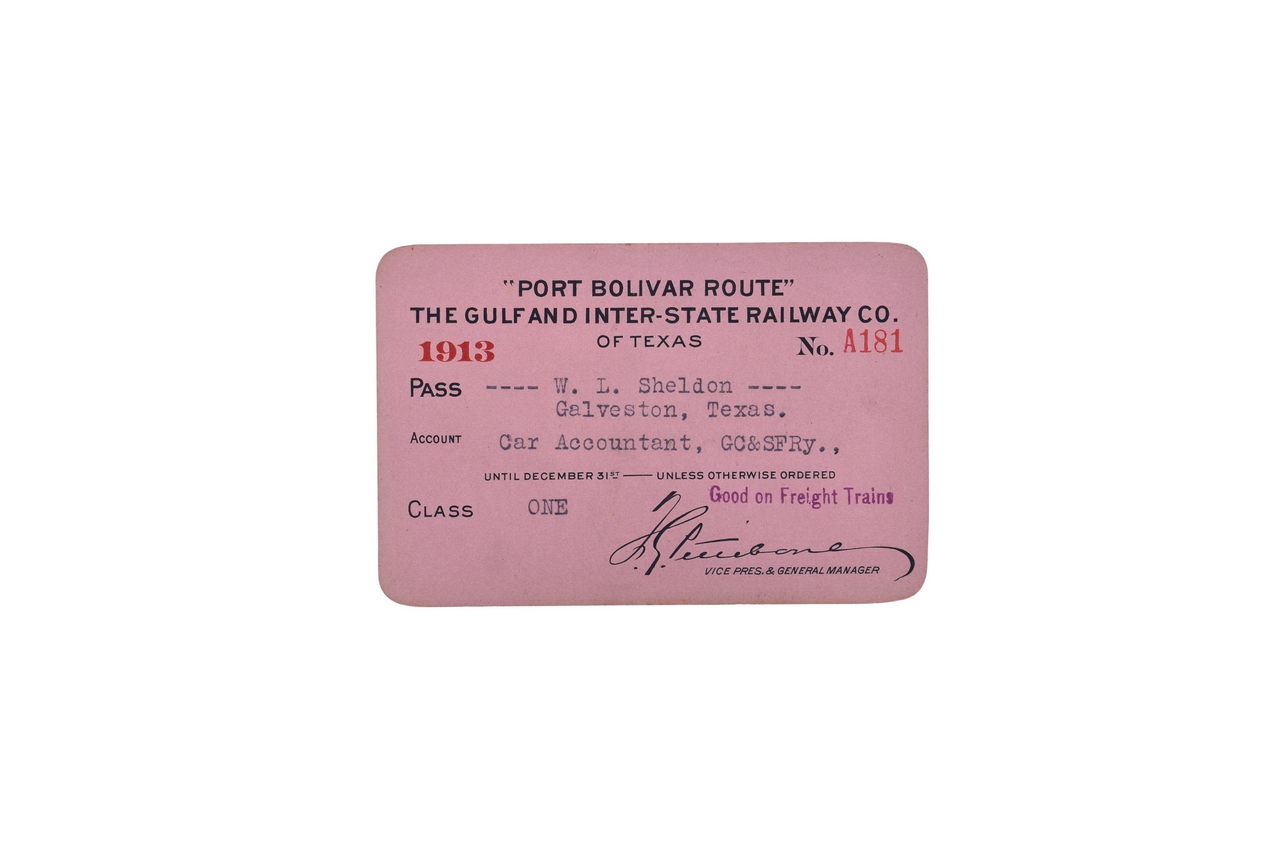 "PORT BOLIVAR ROUTE"
THE GULF AND INTER-STATE RAILWAY CO.
OF TEXAS
1913 No. A181
PASS ---- W. L. Sheldon ----
Galveston, Texas.
ACCOUNT Car Accountant, GC&SFRy.,
UNTIL DECEMBER 31ST — UNLESS OTHERWISE ORDERED
Good on Freight Trains
CLASS ONE
VICE PRES. & GENERAL MANAGER